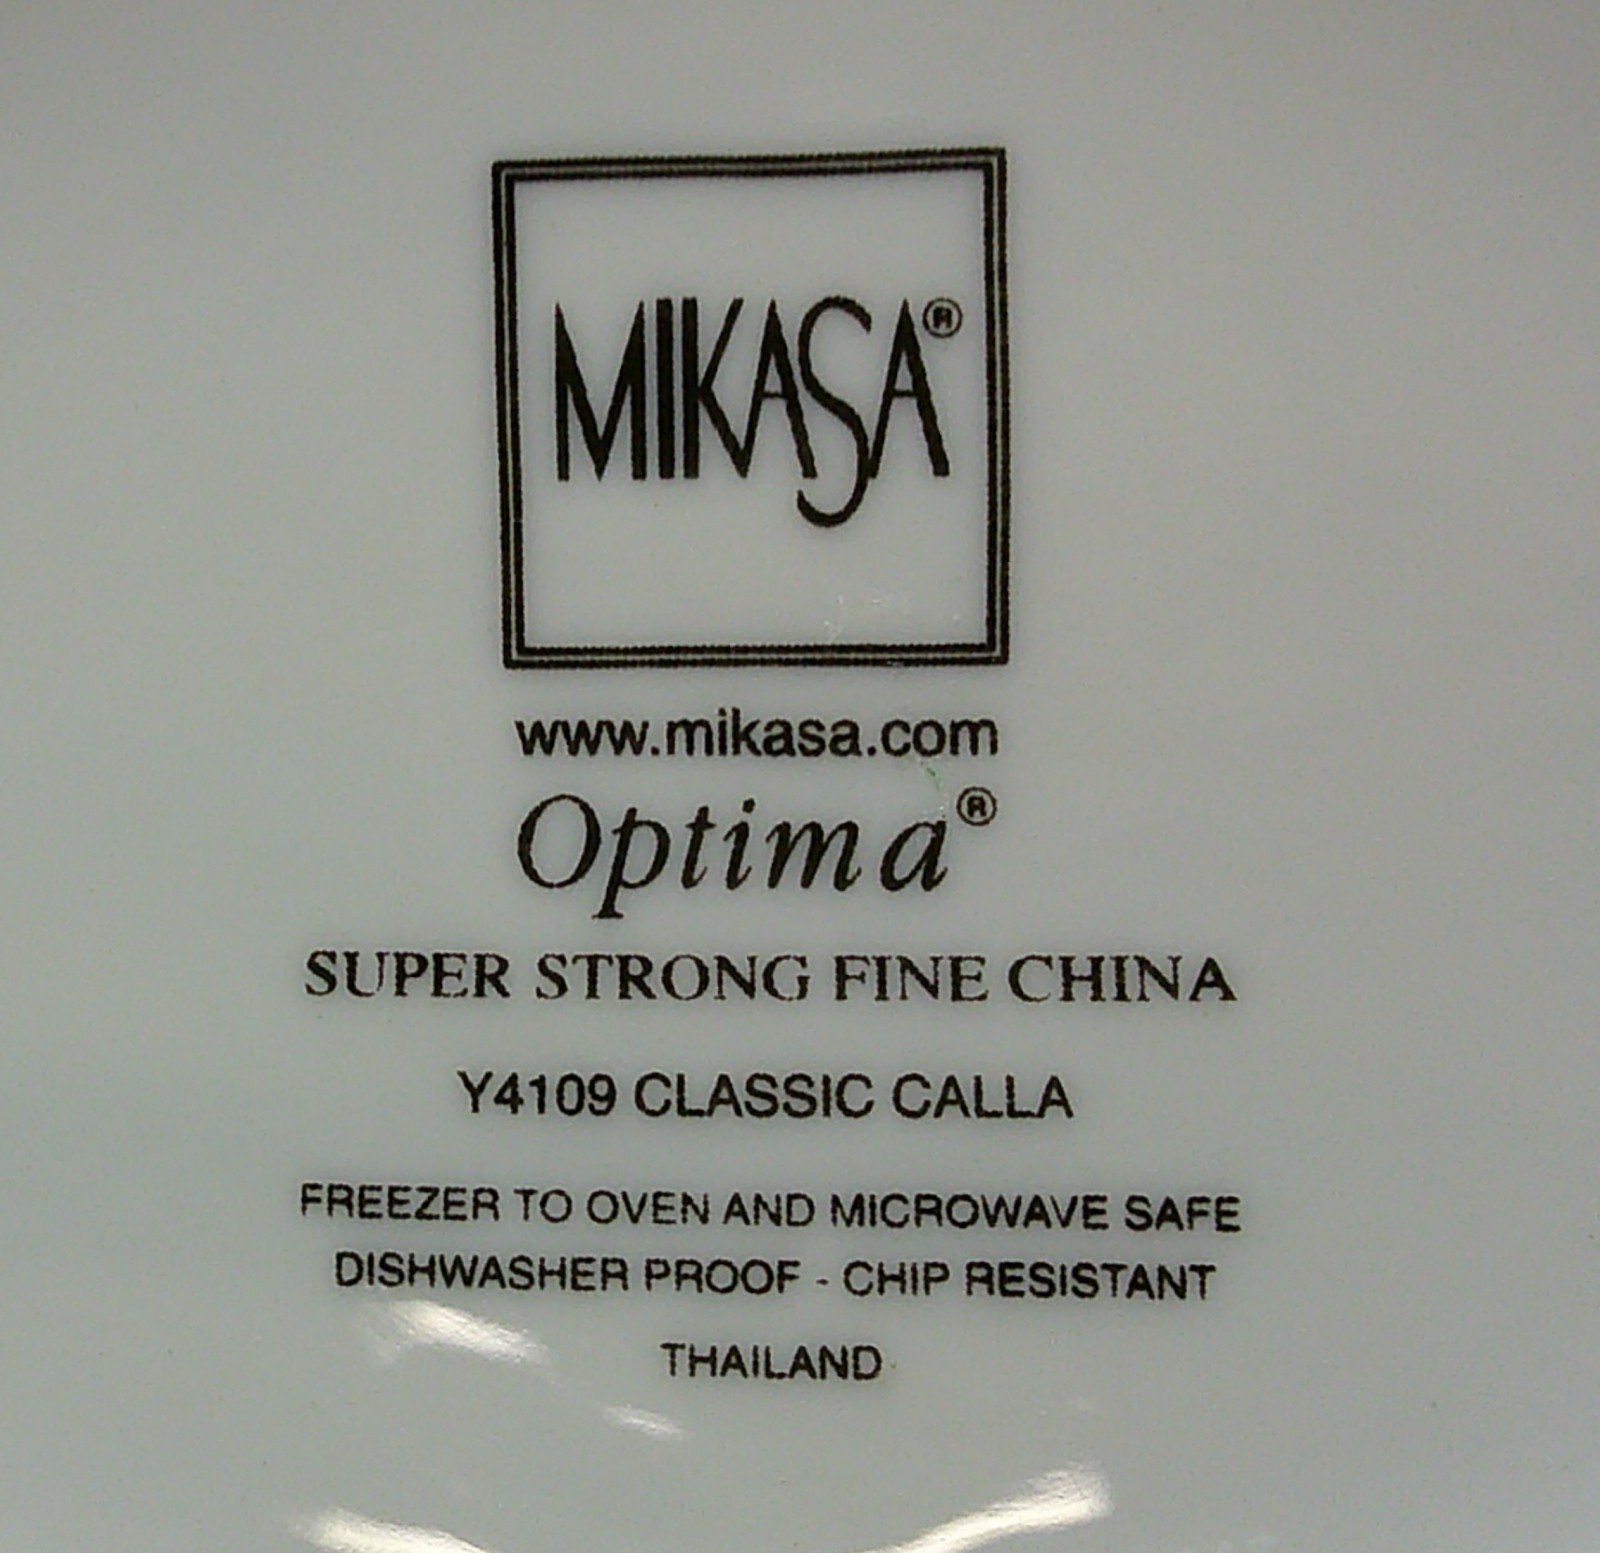 MIKASA®
www.mikasa.com
Optima®
SUPER STRONG FINE CHINA
Y4109 CLASSIC CALLA
FREEZER TO OVEN AND MICROWAVE SAFE
DISHWASHER PROOF - CHIP RESISTANT
THAILAND